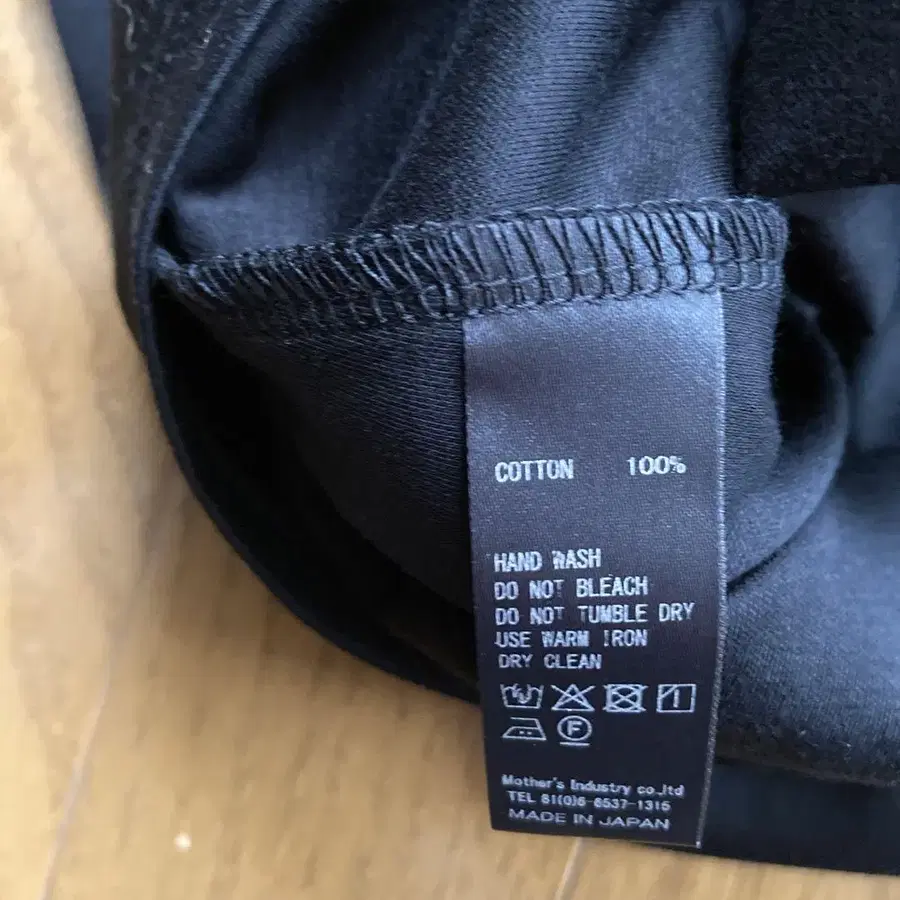 COTTON 100%
HAND WASH
DO NOT BLEACH
DO NOT TUMBLE DRY
USE WARM IRON
DRY CLEAN
F
Mother's Industry co.,ltd
TEL 81(0)6-6537-1315
MADE IN JAPAN